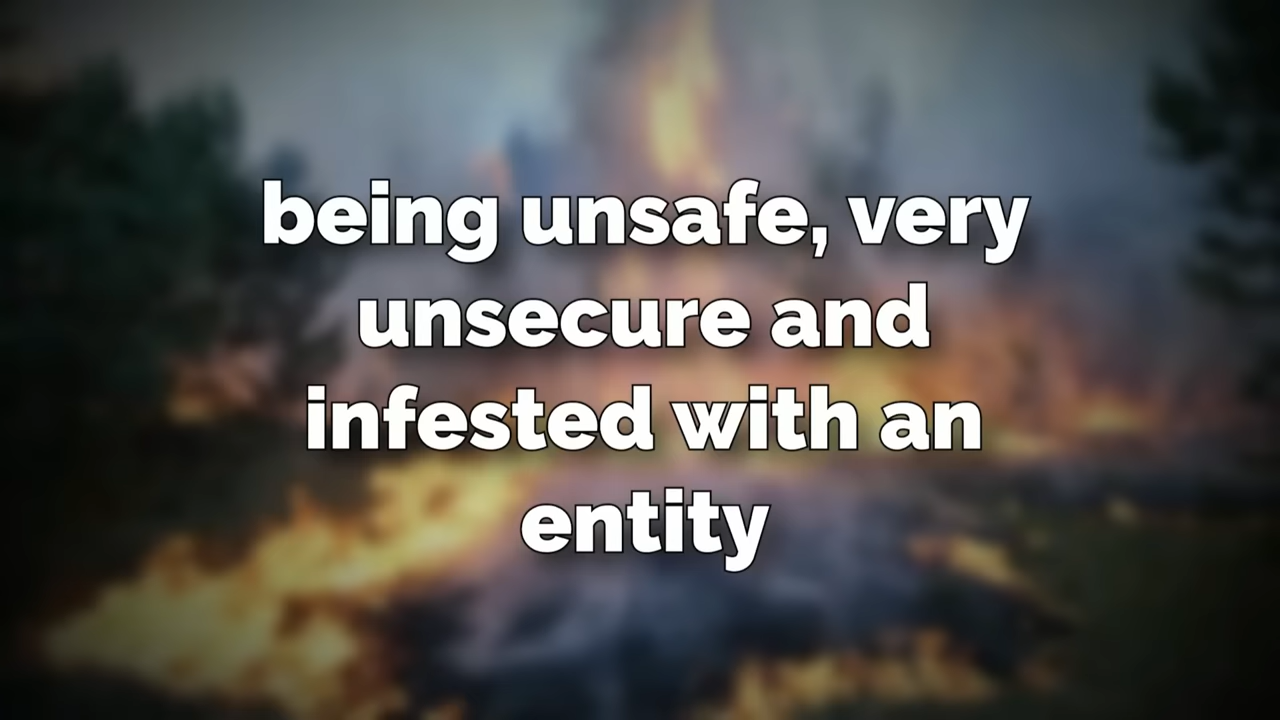 being unsafe, very
unsecure and
infested with an
entity